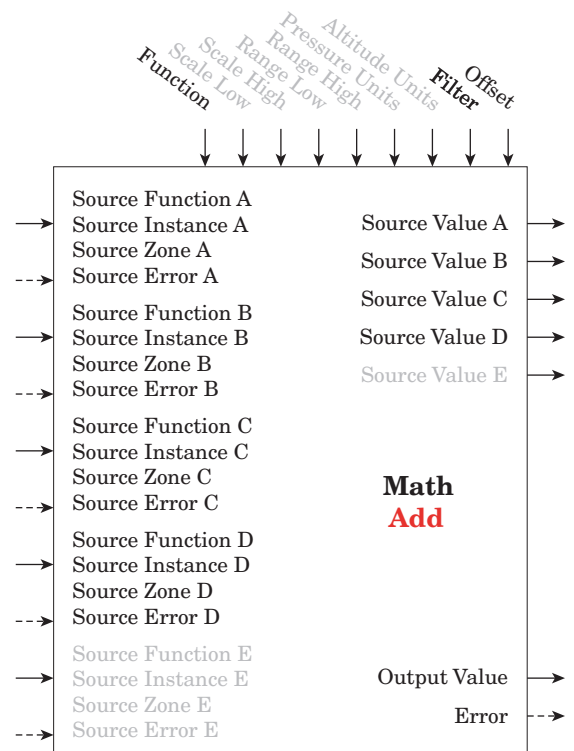 Function
Scale Low
Scale High
Range Low
Range High
Pressure Units
Altitude Units
Filter
Offset
Source Function A
Source Instance A
Source Zone A
Source Error A
Source Function B
Source Instance B
Source Zone B
Source Error B
Source Function C
Source Instance C
Source Zone C
Source Error C
Source Function D
Source Instance D
Source Zone D
Source Error D
Source Function E
Source Instance E
Source Zone E
Source Error E
Source Value A
Source Value B
Source Value C
Source Value D
Source Value E
Math
Add
Output Value
Error